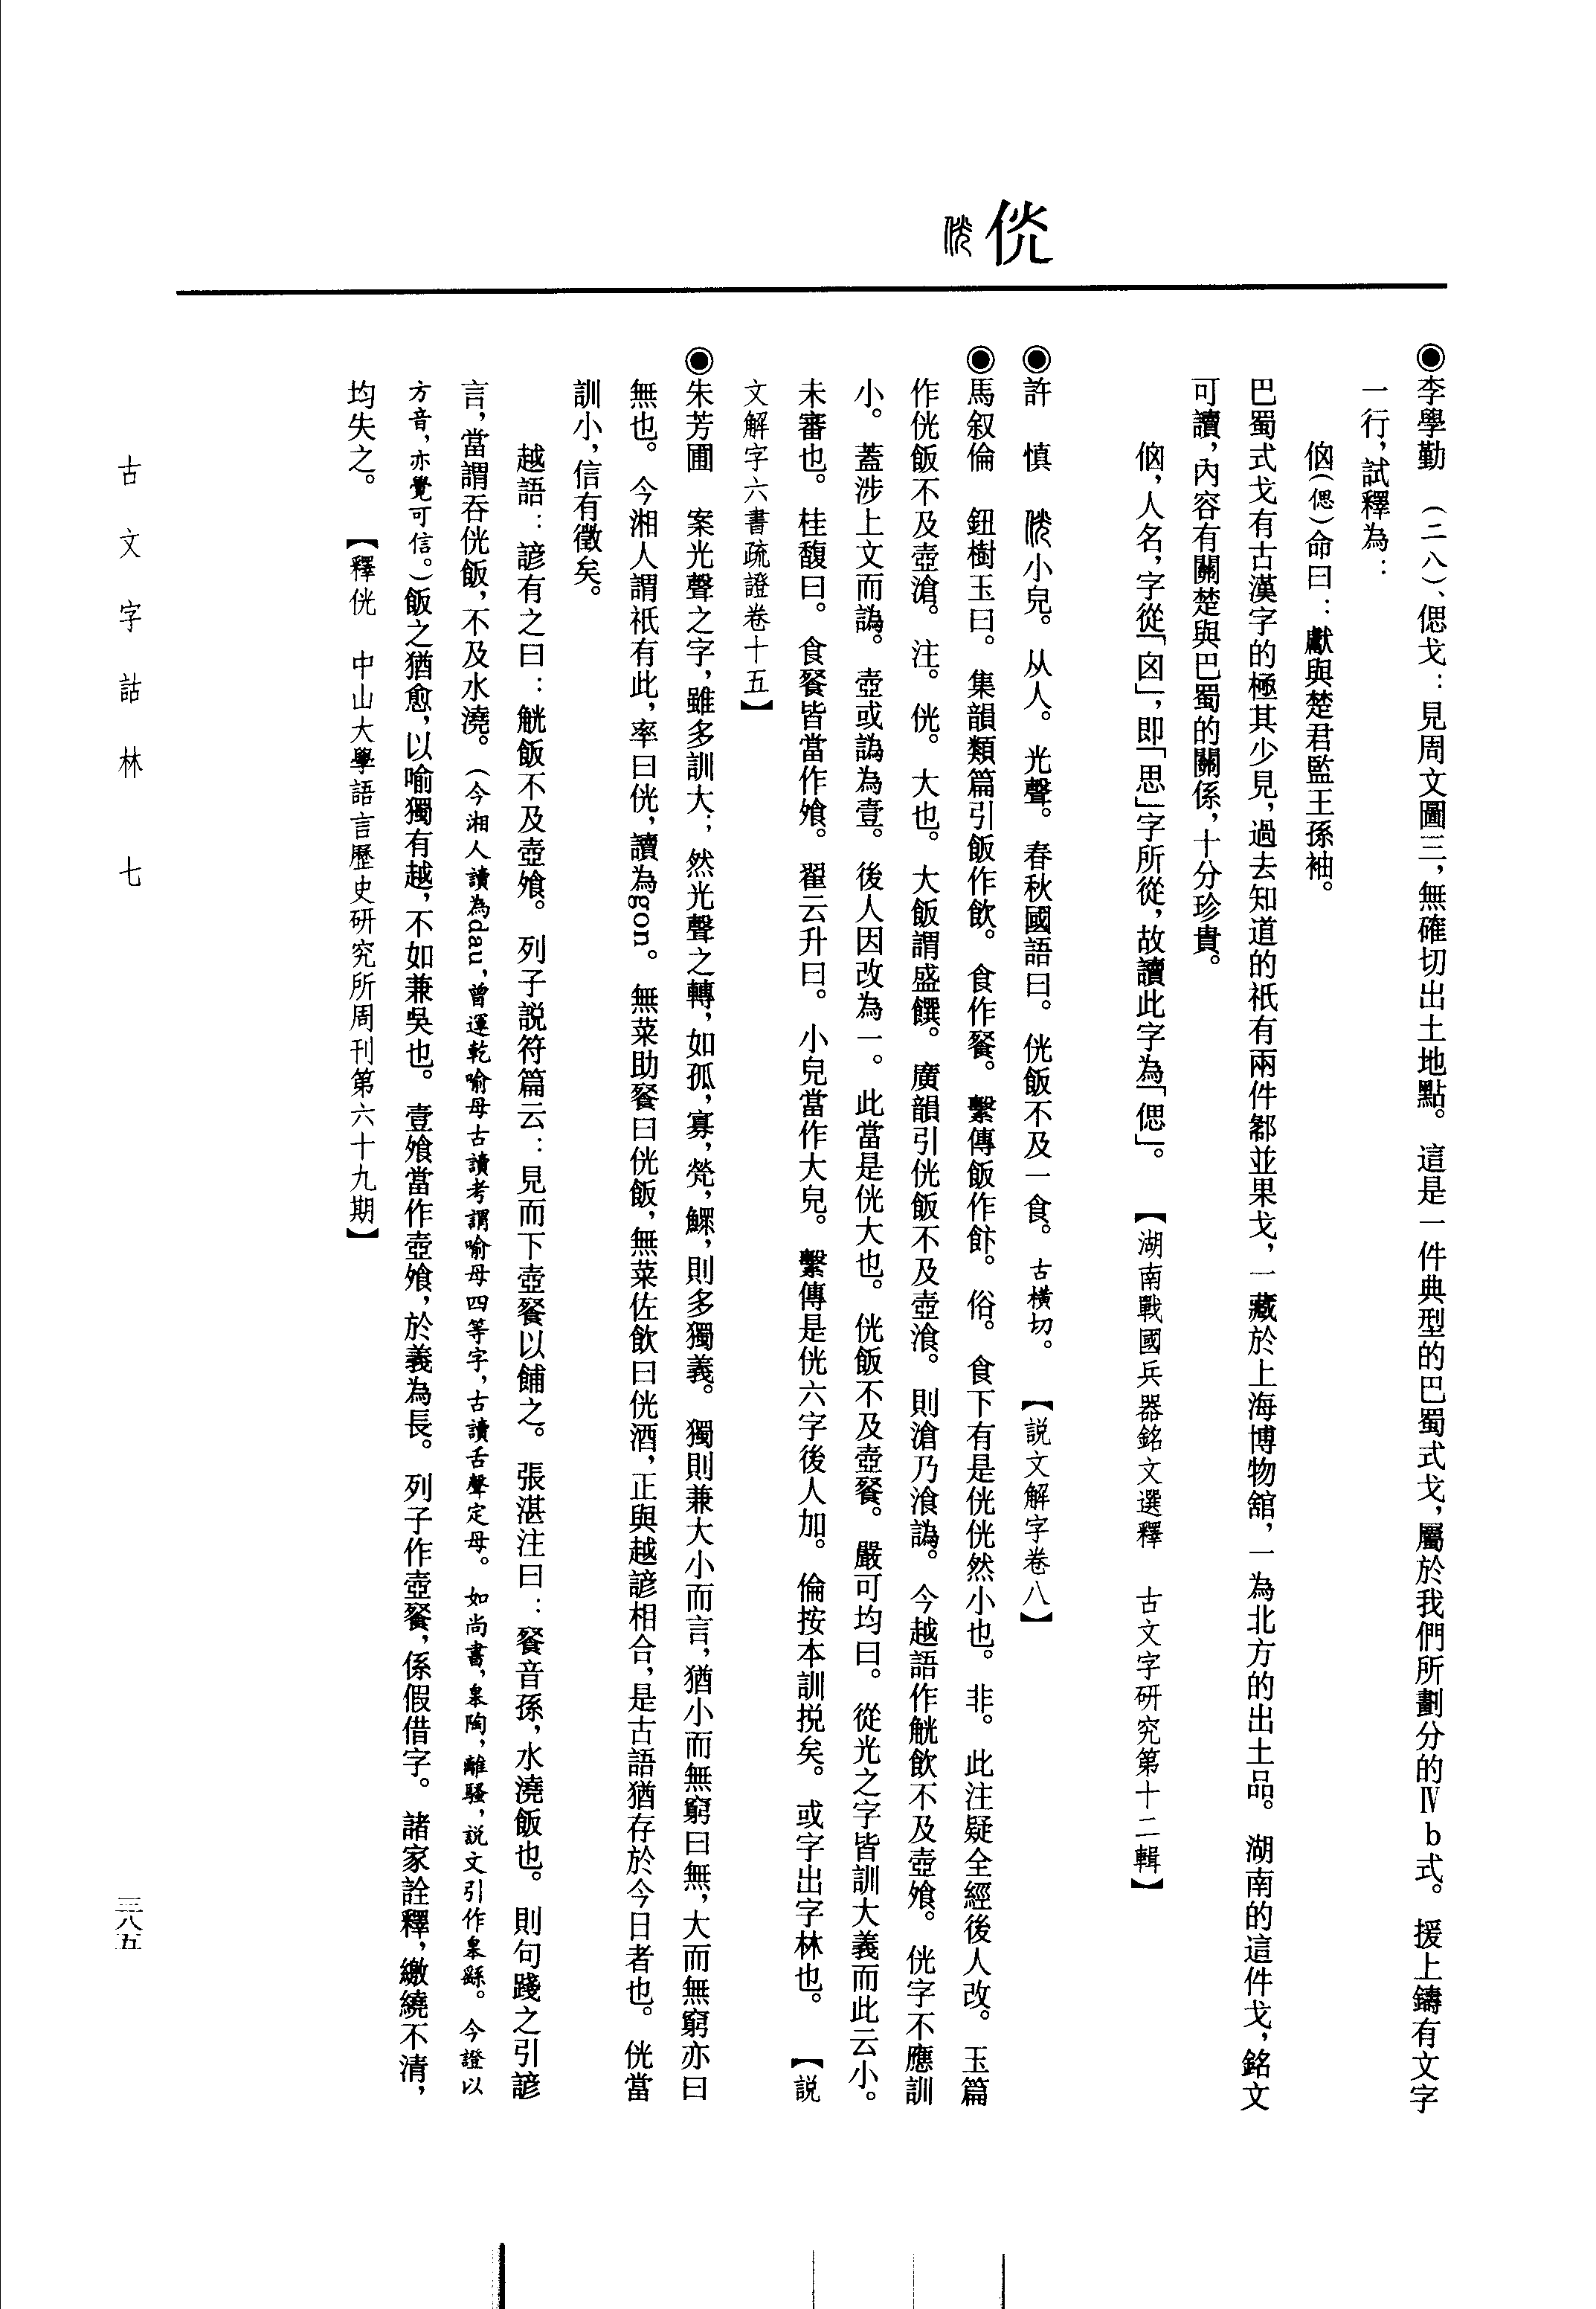 侊
◉李學勤　（二八）、偲戈：見周文圖三，無確切出土地點。這是一件典型的巴蜀式戈，屬於我們所劃分的Ⅳb式。援上鑄有文字
一行，試釋為：
㑄（偲）命曰：獻與楚君監王孫袖。
巴蜀式戈有古漢字的極其少見，過去知道的祇有兩件都並果戈，一藏於上海博物舘，一為北方的出土品。湖南的這件戈，銘文
可讀，內容有關楚與巴蜀的關係，十分珍貴。
㑄，人名，字從「囟」，即「思」字所從，故讀此字為「偲」。　【湖南戰國兵器銘文選釋　古文字研究第十二輯】
◉許　慎　侊小皃。从人。光聲。春秋國語曰。侊飯不及一食。古橫切。　【説文解字卷八】
◉馬叙倫　鈕樹玉曰。集韻類篇引飯作飲。食作餐。繫傳飯作飰。俗。食下有是侊侊然小也。非。此注疑全經後人改。玉篇
作侊飯不及壺滄。注。侊。大也。大飯謂盛饌。廣韻引侊飯不及壺湌。則滄乃湌譌。今越語作觥飲不及壺飧。侊字不應訓
小。蓋涉上文而譌。壺或譌為壹。後人因改為一。此當是侊大也。侊飯不及壺餐。嚴可均曰。從光之字皆訓大義而此云小。
未審也。桂馥曰。食餐皆當作飧。翟云升曰。小皃當作大皃。繫傳是侊六字後人加。倫按本訓挩矣。或字出字林也。　【説
文解字六書疏證卷十五】
◉朱芳圃　案光聲之字，雖多訓大；然光聲之轉，如孤，寡，煢，鰥，則多獨義。獨則兼大小而言，猶小而無窮曰無，大而無窮亦曰
無也。今湘人謂祇有此，率曰侊，讀為gon。無菜助餐曰侊飯，無菜佐飲曰侊酒，正與越諺相合，是古語猶存於今日者也。侊當
訓小，信有徵矣。
越語：諺有之曰：觥飯不及壺飧。列子説符篇云：見而下壺餐以餔之。張湛注曰：餐音孫，水澆飯也。則句踐之引諺
言，當謂吞侊飯，不及水澆。（今湘人讀為dau，曾運乾喻母古讀考謂喻母四等字，古讀舌聲定母。如尚書，臯陶，離騷，説文引作臯繇。今證以
方音，亦覺可信。）飯之猶愈，以喻獨有越，不如兼吳也。壹飧當作壺飧，於義為長。列子作壺餐，係假借字。諸家詮釋，繳繞不清，
均失之。　【釋侊　中山大學語言歷史研究所周刊第六十九期】
古文字詁林　七
三八五